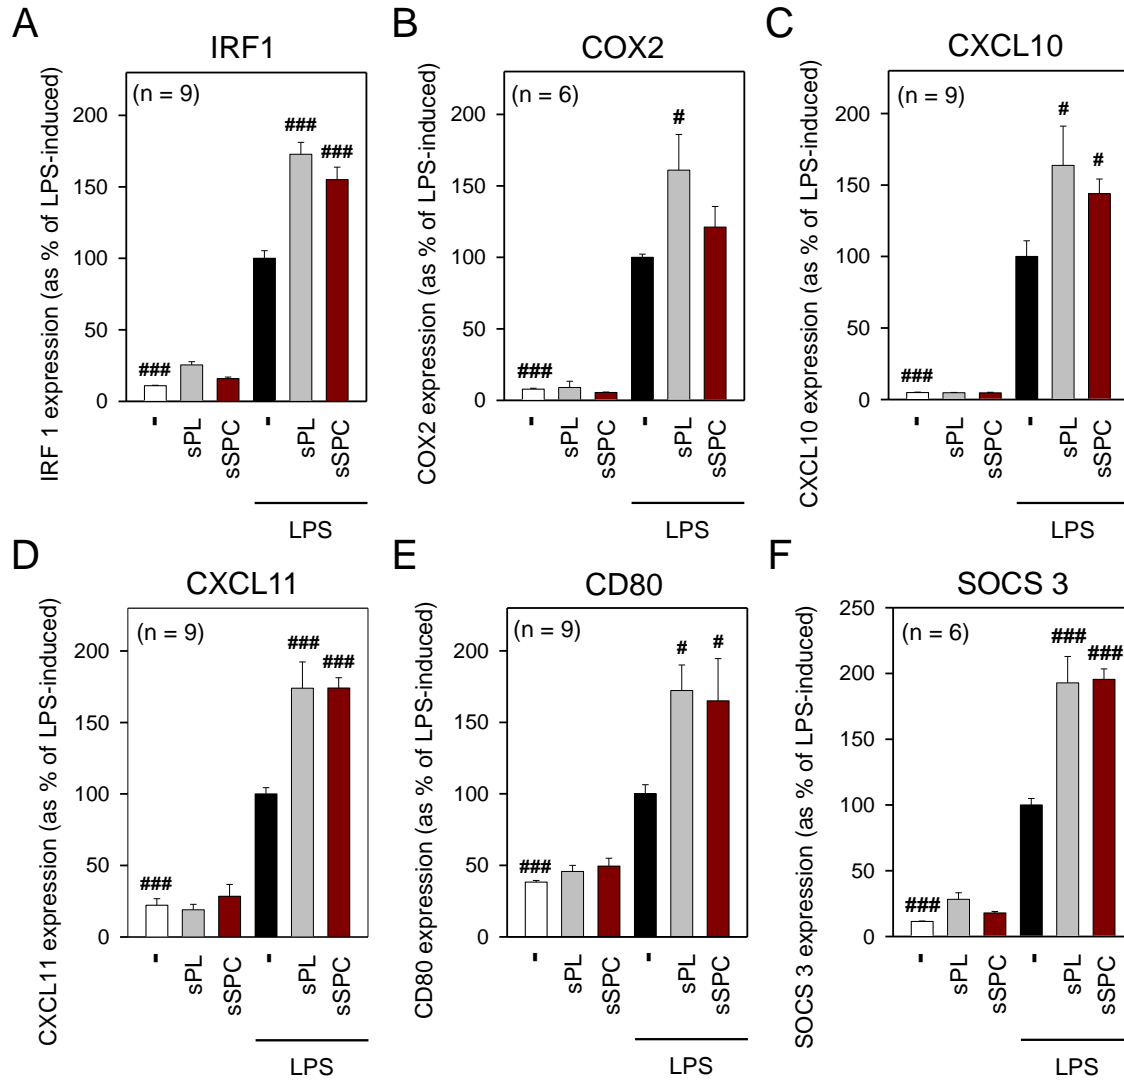 A
IRF1
IRF 1 expression (as % of LPS-induced)
(n = 9)
200
150
100
50
0
###
###
###
-
sPL
sSPC
-
sPL
sSPC
LPS
B
COX2
COX2 expression (as % of LPS-induced)
(n = 6)
200
150
100
50
0
###
#
-
sPL
sSPC
-
sPL
sSPC
LPS
C
CXCL10
CXCL10 expression (as % of LPS-induced)
(n = 9)
200
150
100
50
0
###
#
#
-
sPL
sSPC
-
sPL
sSPC
LPS
D
CXCL11
CXCL11 expression (as % of LPS-induced)
(n = 9)
200
150
100
50
0
###
###
###
-
sPL
sSPC
-
sPL
sSPC
LPS
E
CD80
CD80 expression (as % of LPS-induced)
(n = 9)
200
150
100
50
0
###
#
#
-
sPL
sSPC
-
sPL
sSPC
LPS
F
SOCS 3
SOCS 3 expression (as % of LPS-induced)
(n = 6)
250
200
150
100
50
0
###
###
###
-
sPL
sSPC
-
sPL
sSPC
LPS